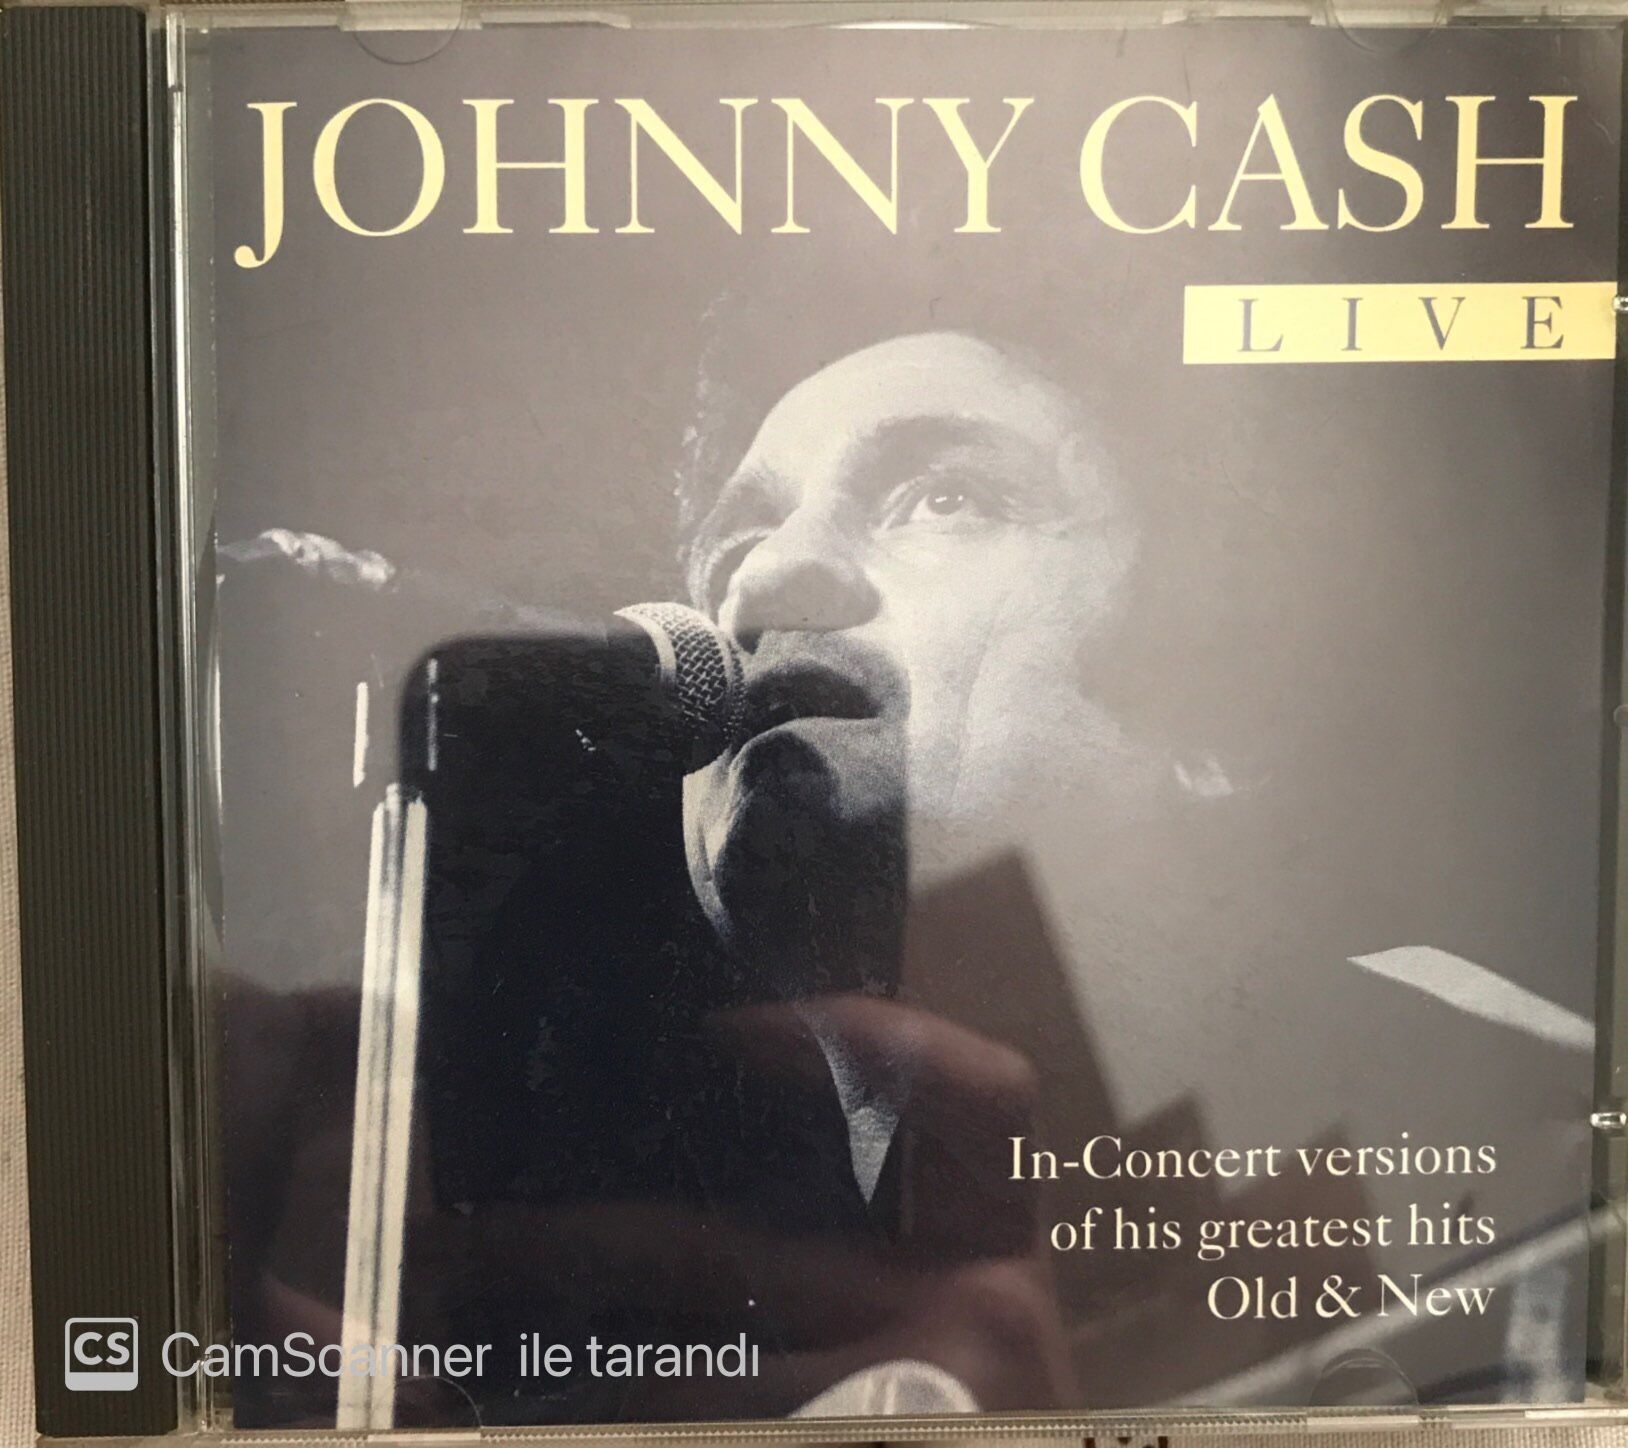 JOHNNY CASH
LIVE
In-Concert versions
of his greatest hits
Old & New
CS CamScanner ile tarandı